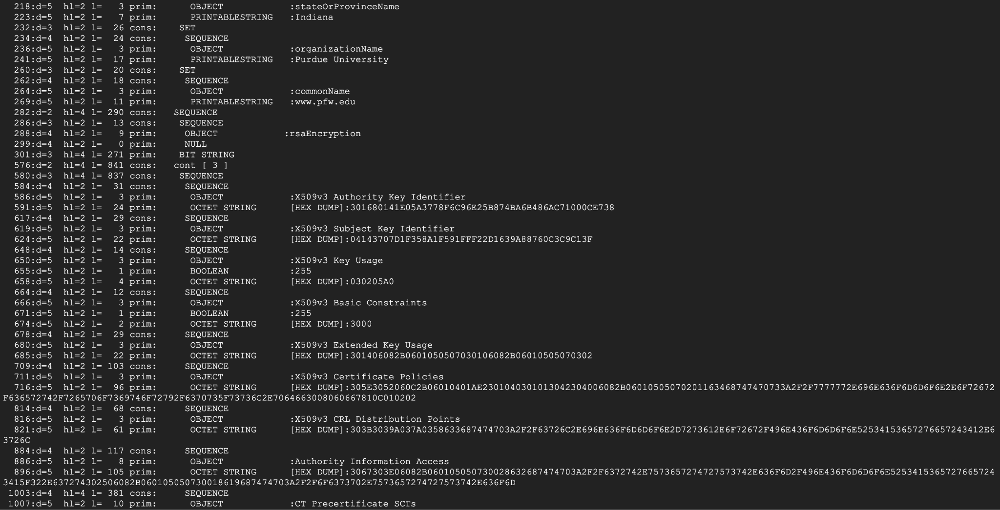 218:d=5  hl=2 l=   3 prim:      OBJECT            :stateOrProvinceName
223:d=5  hl=2 l=   7 prim:      PRINTABLESTRING   :Indiana
232:d=3  hl=2 l=  26 cons:    SET
234:d=4  hl=2 l=  24 cons:     SEQUENCE
236:d=5  hl=2 l=   3 prim:      OBJECT            :organizationName
241:d=5  hl=2 l=  17 prim:      PRINTABLESTRING   :Purdue University
260:d=3  hl=2 l=  20 cons:    SET
262:d=4  hl=2 l=  18 cons:     SEQUENCE
264:d=5  hl=2 l=   3 prim:      OBJECT            :commonName
269:d=5  hl=2 l=  11 prim:      PRINTABLESTRING   :www.pfw.edu
282:d=2  hl=4 l= 290 cons:   SEQUENCE
286:d=3  hl=2 l=  13 cons:    SEQUENCE
288:d=4  hl=2 l=   9 prim:     OBJECT            :rsaEncryption
299:d=4  hl=2 l=   0 prim:     NULL
301:d=3  hl=4 l= 271 prim:    BIT STRING
576:d=2  hl=4 l= 841 cons:   cont [ 3 ]
580:d=3  hl=4 l= 837 cons:    SEQUENCE
584:d=4  hl=2 l=  31 cons:     SEQUENCE
586:d=5  hl=2 l=   3 prim:      OBJECT            :X509v3 Authority Key Identifier
591:d=5  hl=2 l=  24 prim:      OCTET STRING      [HEX DUMP]:301680141E05A3778F6C96E25B874BA6B486AC71000CE738
617:d=4  hl=2 l=  29 cons:     SEQUENCE
619:d=5  hl=2 l=   3 prim:      OBJECT            :X509v3 Subject Key Identifier
624:d=5  hl=2 l=  22 prim:      OCTET STRING      [HEX DUMP]:04143707D1F358A1F591FFF22D1639A88760C3C9C13F
648:d=4  hl=2 l=  14 cons:     SEQUENCE
650:d=5  hl=2 l=   3 prim:      OBJECT            :X509v3 Key Usage
655:d=5  hl=2 l=   1 prim:      BOOLEAN           :255
658:d=5  hl=2 l=   4 prim:      OCTET STRING      [HEX DUMP]:030205A0
664:d=4  hl=2 l=  12 cons:     SEQUENCE
666:d=5  hl=2 l=   3 prim:      OBJECT            :X509v3 Basic Constraints
671:d=5  hl=2 l=   1 prim:      BOOLEAN           :255
674:d=5  hl=2 l=   2 prim:      OCTET STRING      [HEX DUMP]:3000
678:d=4  hl=2 l=  29 cons:     SEQUENCE
680:d=5  hl=2 l=   3 prim:      OBJECT            :X509v3 Extended Key Usage
685:d=5  hl=2 l=  22 prim:      OCTET STRING      [HEX DUMP]:301406082B0601050507030106082B06010505070302
709:d=4  hl=2 l= 103 cons:     SEQUENCE
711:d=5  hl=2 l=   3 prim:      OBJECT            :X509v3 Certificate Policies
716:d=5  hl=2 l=  96 prim:      OCTET STRING      [HEX DUMP]:305E3052060C2B06010401AE2301040301013042304006082B06010505070201163468747470733A2F2F7777772E696E636F6D6D6F6E2E6F72672
F636572742F7265706F7369746F72792F6370735F73736C2E7064663008060667810C010202
814:d=4  hl=2 l=  68 cons:     SEQUENCE
816:d=5  hl=2 l=   3 prim:      OBJECT            :X509v3 CRL Distribution Points
821:d=5  hl=2 l=  61 prim:      OCTET STRING      [HEX DUMP]:303B3039A037A0358633687474703A2F2F63726C2E696E636F6D6D6F6E2D7273612E6F72672F496E436F6D6D6F6E52534153657276657243412E6
3726C
884:d=4  hl=2 l= 117 cons:     SEQUENCE
886:d=5  hl=2 l=   8 prim:      OBJECT            :Authority Information Access
896:d=5  hl=2 l= 105 prim:      OCTET STRING      [HEX DUMP]:3067303E06082B060105050730028632687474703A2F2F6372742E7573657274727573742E636F6D2F496E436F6D6D6F6E5253415365727665724
3415F322E637274302506082B060105050730018619687474703A2F2F6F6373702E7573657274727573742E636F6D
1003:d=4  hl=4 l= 381 cons:     SEQUENCE
1007:d=5  hl=2 l=  10 prim:      OBJECT            :CT Precertificate SCTs